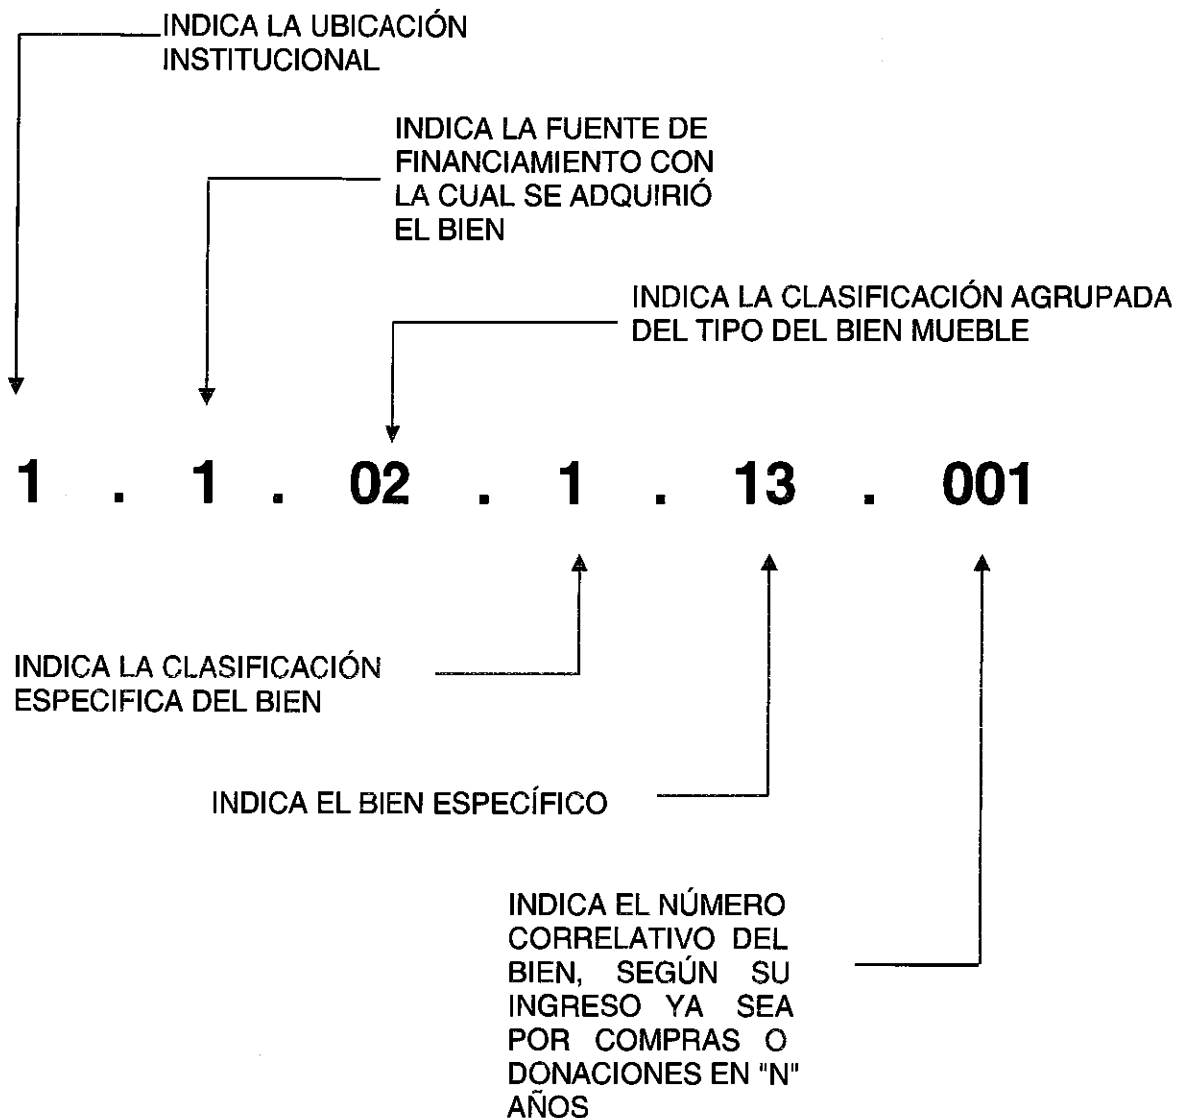 INDICA LA UBICACIÓN
INSTITUCIONAL
INDICA LA FUENTE DE
FINANCIAMIENTO CON
LA CUAL SE ADQUIRIÓ
EL BIEN
INDICA LA CLASIFICACIÓN AGRUPADA
DEL TIPO DEL BIEN MUEBLE
1 . 1 . 02 . 1 . 13 . 001
INDICA LA CLASIFICACIÓN
ESPECIFICA DEL BIEN
INDICA EL BIEN ESPECÍFICO
INDICA EL NÚMERO
CORRELATIVO DEL
BIEN, SEGÚN SU
INGRESO YA SEA
POR COMPRAS O
DONACIONES EN "N"
AÑOS